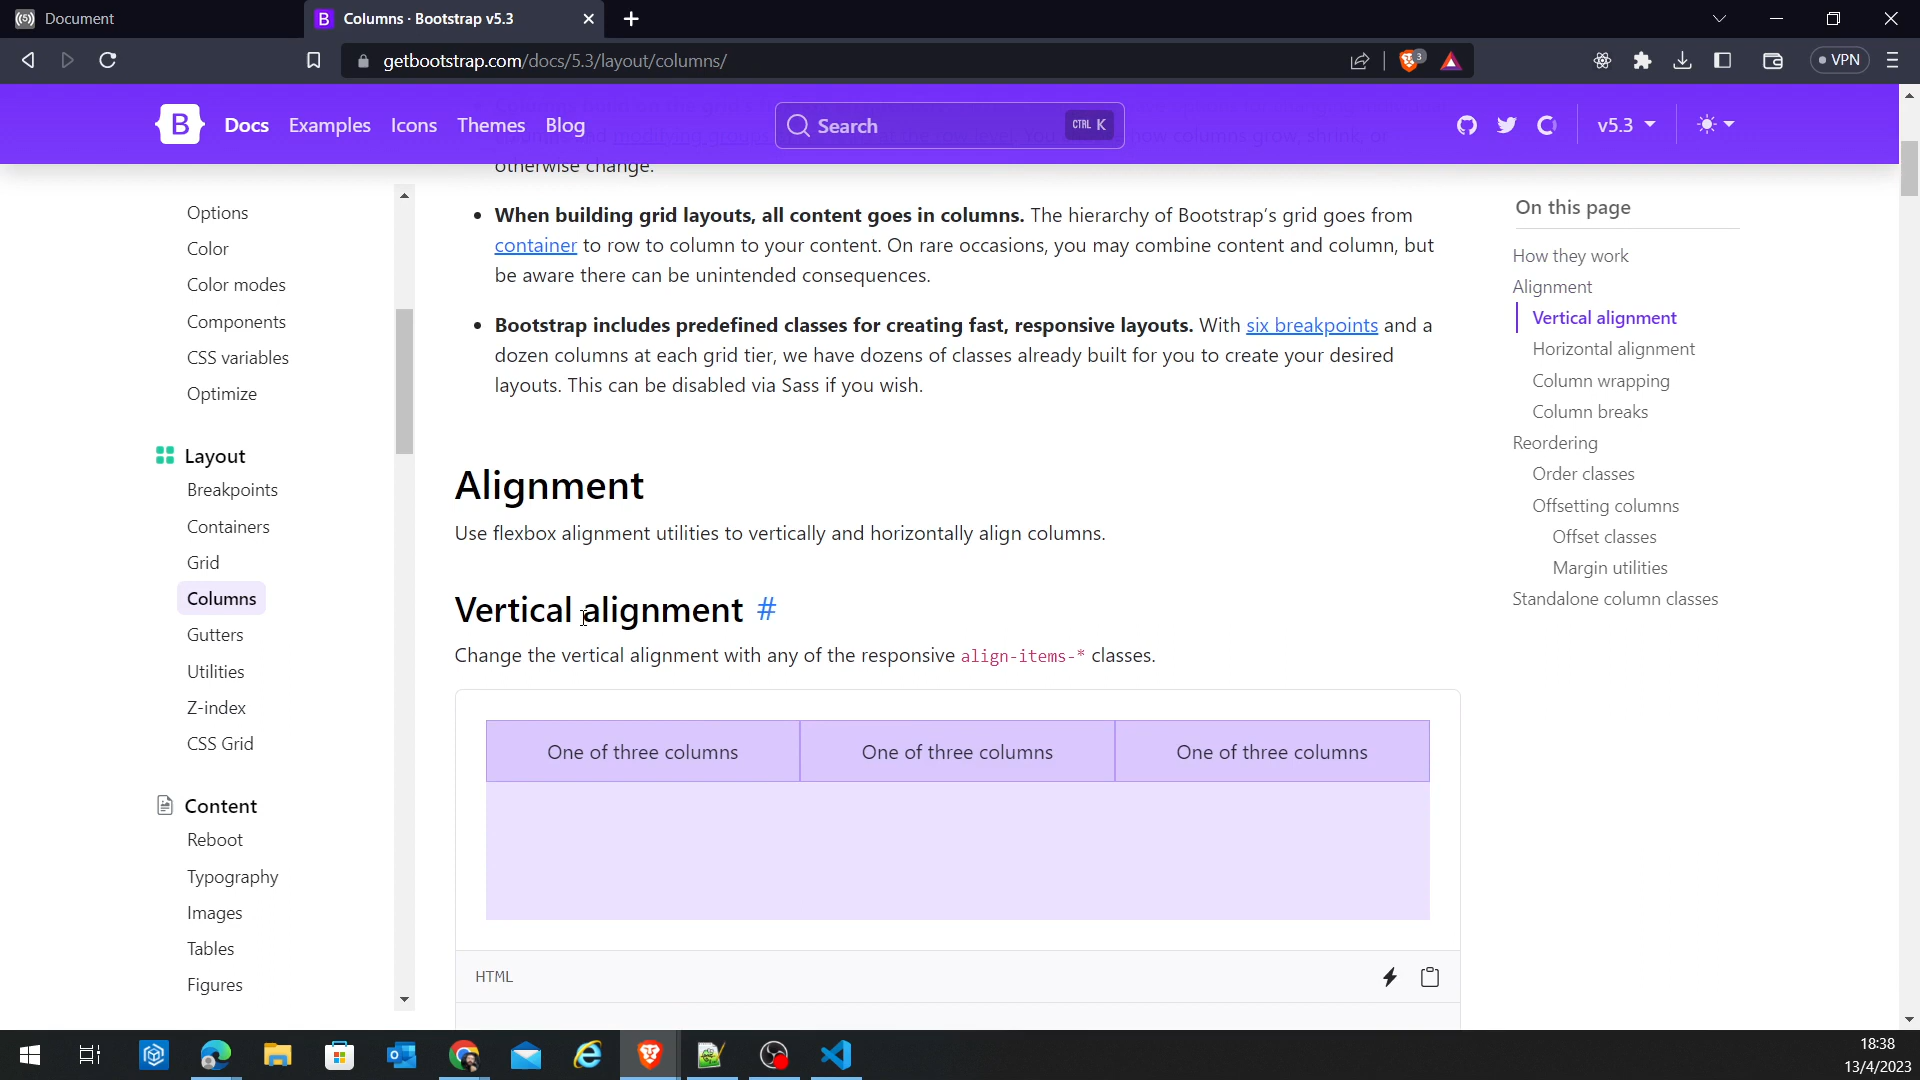 Document
Columns · Bootstrap v5.3
getbootstrap.com/docs/5.3/layout/columns/
3
VPN
B
Docs
Examples
Icons
Themes
Blog
Search
CTRL K
v5.3
otherwise change.
When building grid layouts, all content goes in columns. The hierarchy of Bootstrap's grid goes from
container to row to column to your content. On rare occasions, you may combine content and column, but
be aware there can be unintended consequences.
Bootstrap includes predefined classes for creating fast, responsive layouts. With six breakpoints and a
dozen columns at each grid tier, we have dozens of classes already built for you to create your desired
layouts. This can be disabled via Sass if you wish.
Alignment
Use flexbox alignment utilities to vertically and horizontally align columns.
Vertical alignment #
Change the vertical alignment with any of the responsive align-items-* classes.
One of three columns
One of three columns
One of three columns
HTML
Options
Color
Color modes
Components
CSS variables
Optimize
Layout
Breakpoints
Containers
Grid
Columns
Gutters
Utilities
Z-index
CSS Grid
Content
Reboot
Typography
Images
Tables
Figures
On this page
How they work
Alignment
Vertical alignment
Horizontal alignment
Column wrapping
Column breaks
Reordering
Order classes
Offsetting columns
Offset classes
Margin utilities
Standalone column classes
18:38
13/4/2023